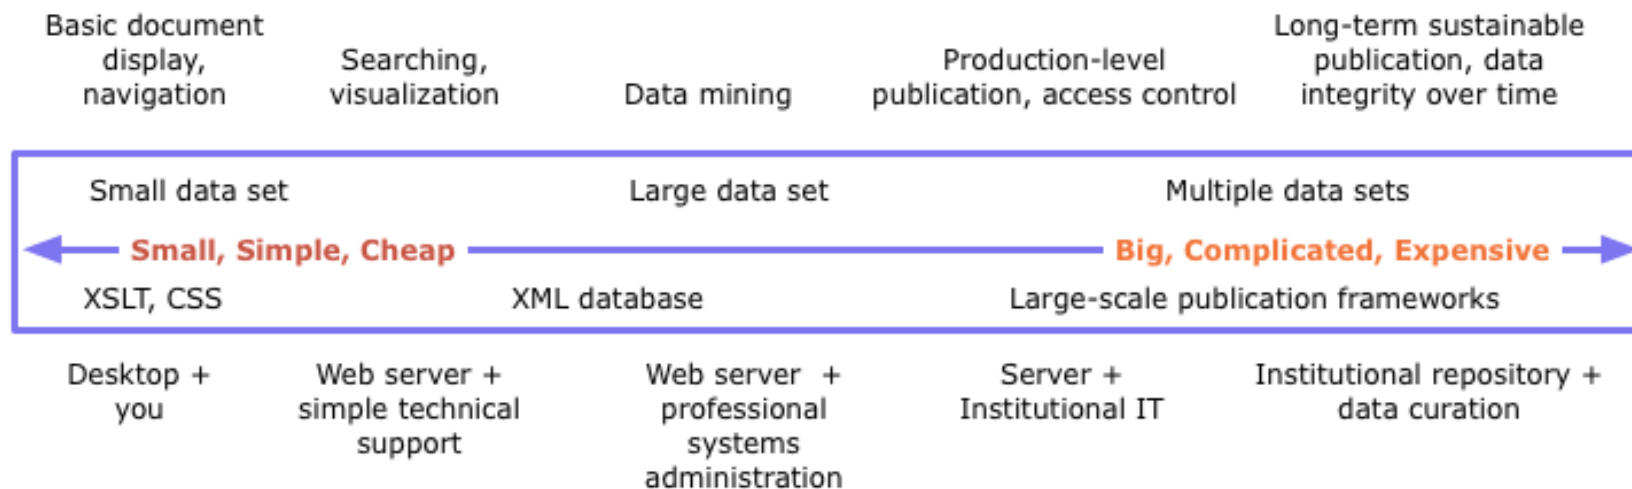 Basic document
display,
navigation
Searching,
visualization
Data mining
Production-level
publication, access control
Long-term sustainable
publication, data
integrity over time
Small data set
Large data set
Multiple data sets
Small, Simple, Cheap
Big, Complicated, Expensive
XSLT, CSS
XML database
Large-scale publication frameworks
Desktop +
you
Web server +
simple technical
support
Web server +
professional
systems
administration
Server +
Institutional IT
Institutional repository +
data curation